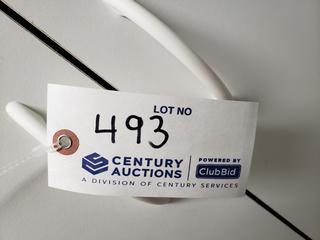 LOT NO
493
CENTURY AUCTIONS
POWERED BY
ClubBid
A DIVISION OF CENTURY SERVICES